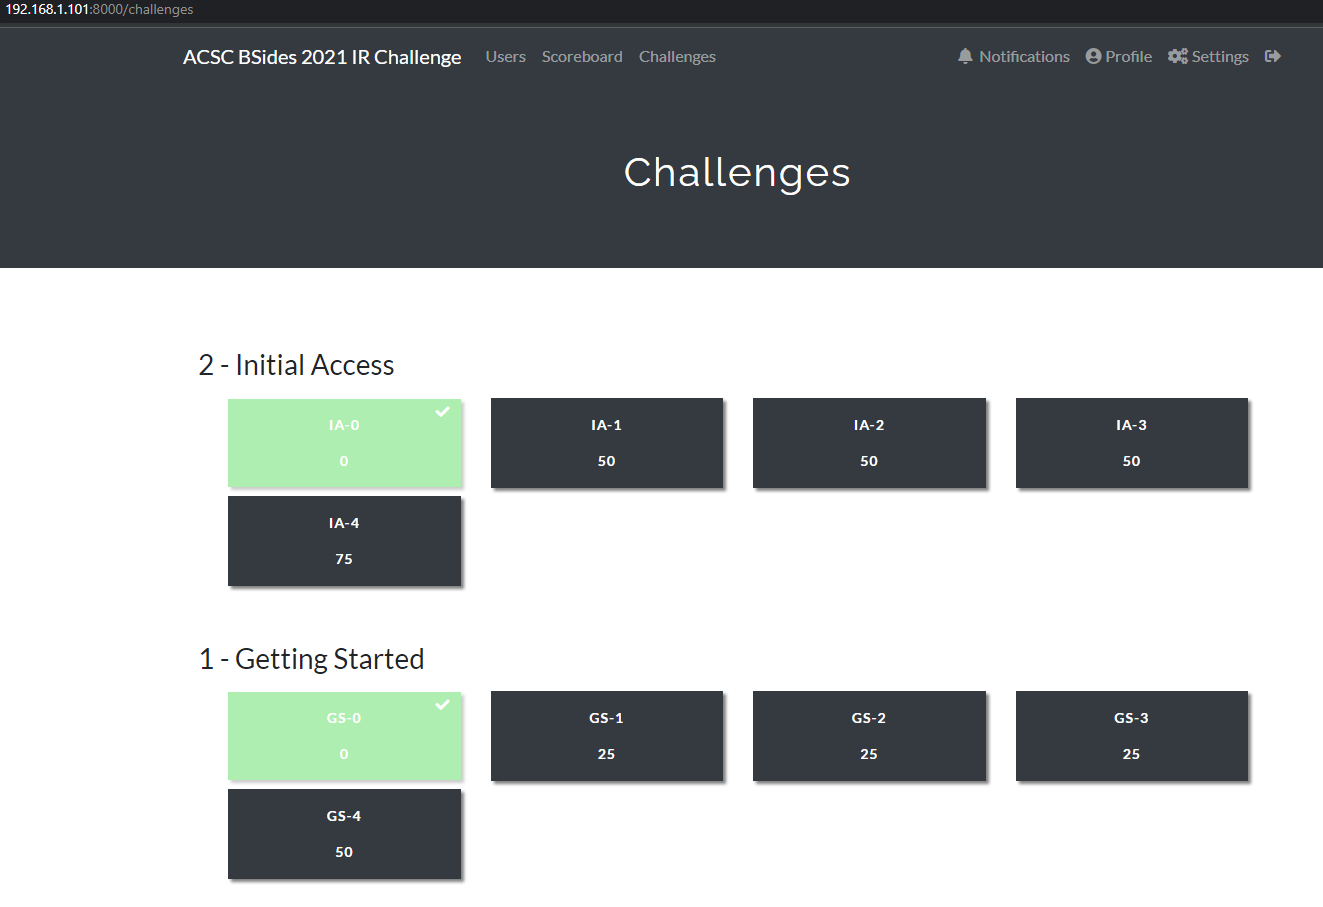 192.168.1.101:8000/challenges
ACSC BSides 2021 IR Challenge Users Scoreboard Challenges Notifications Profile Settings
Challenges
2 - Initial Access
IA-0 IA-1 IA-2 IA-3
0 50 50 50
IA-4
75
1 - Getting Started
GS-0 GS-1 GS-2 GS-3
0 25 25 25
GS-4
50